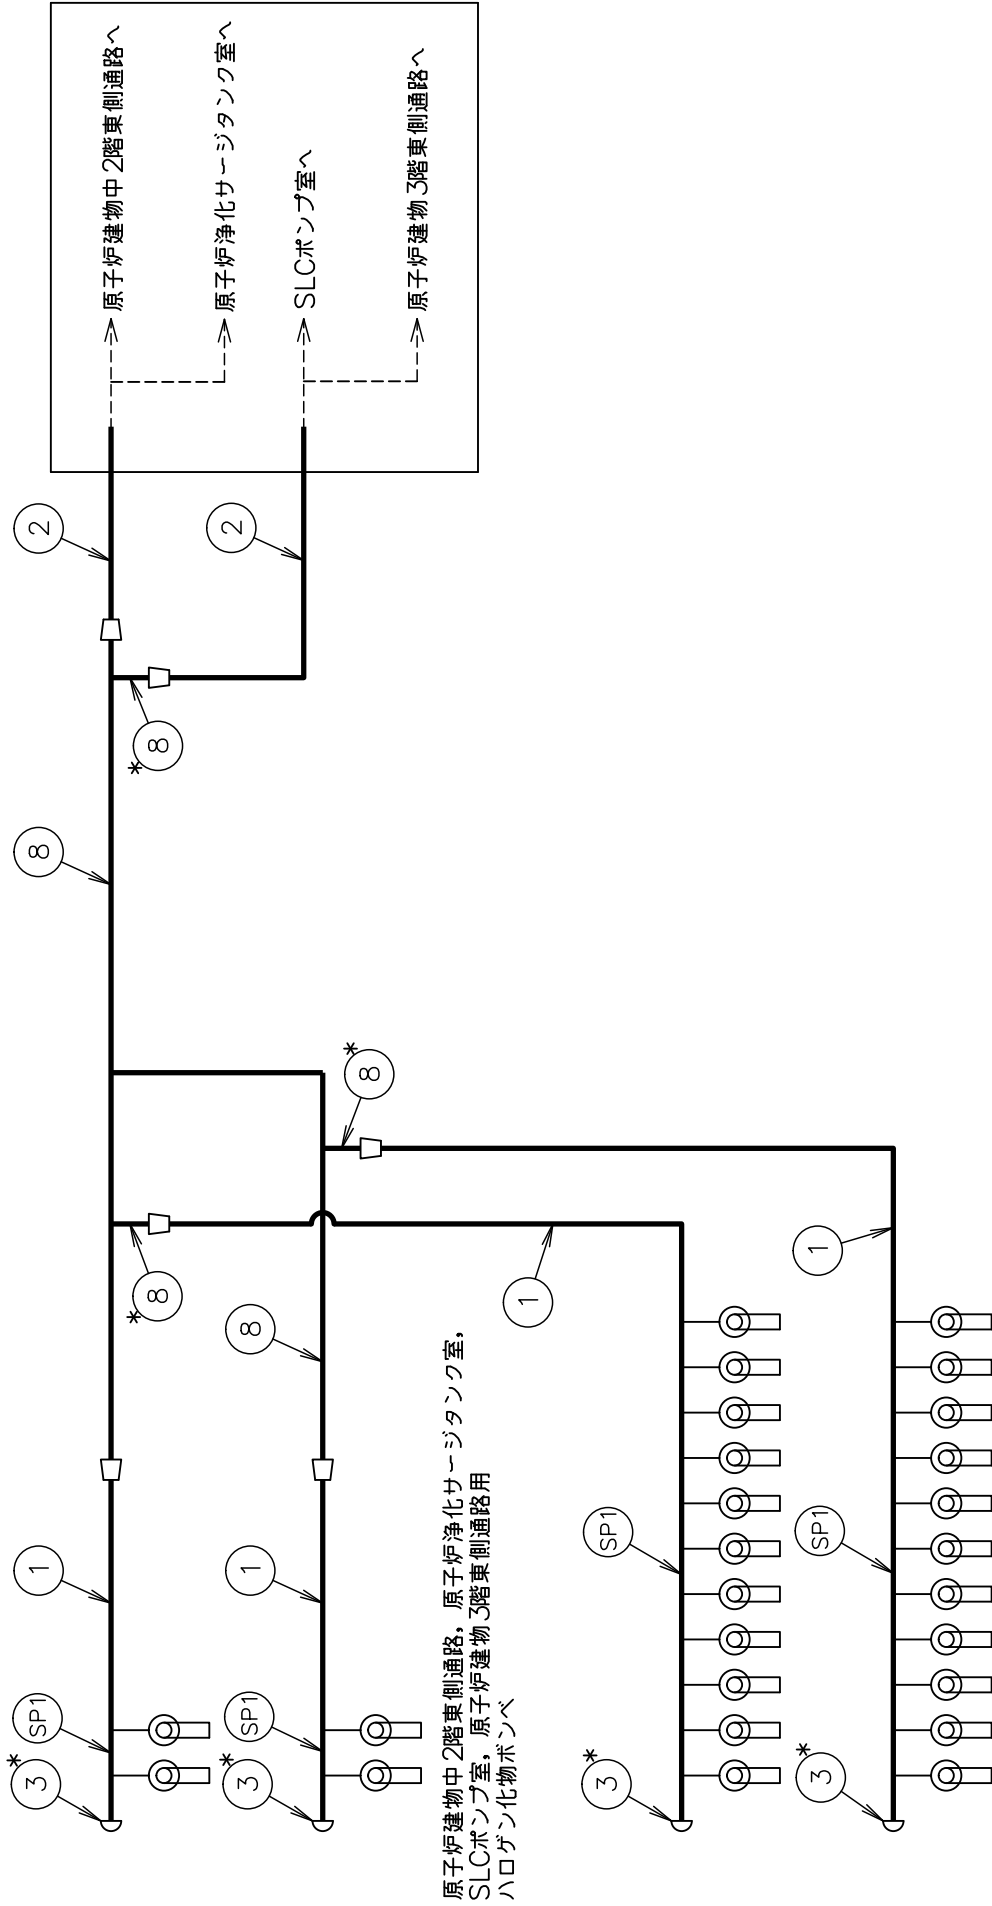 原子炉建物中2階東側通路へ
原子炉浄化サージタンク室へ
SLCポンプ室へ
原子炉建物3階東側通路へ
2
2
8*
8
8*
8*
8
1
1
1
1
SP1
SP1
SP1
SP1
3*
3*
3*
3*
原子炉建物中2階東側通路，原子炉浄化サージタンク室，
SLCポンプ室，原子炉建物3階東側通路用
ハロゲン化物ボンベ